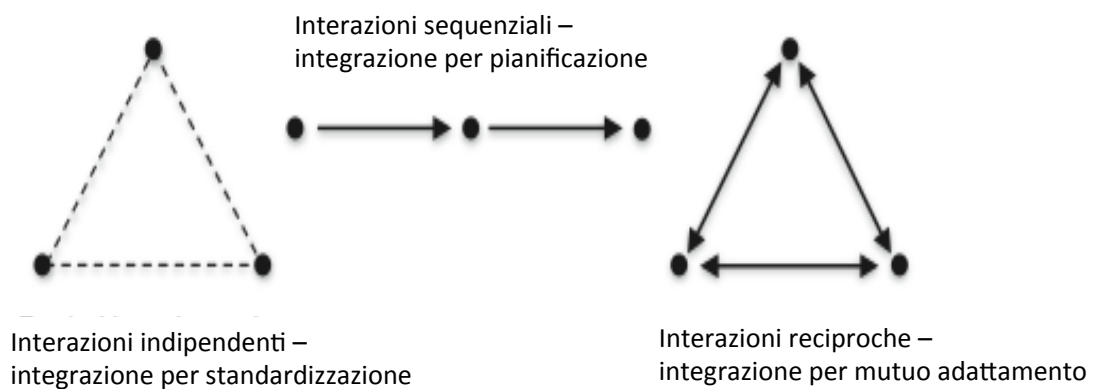 Interazioni sequenziali –
integrazione per pianificazione
Interazioni indipendenti –
integrazione per standardizzazione
Interazioni reciproche –
integrazione per mutuo adattamento